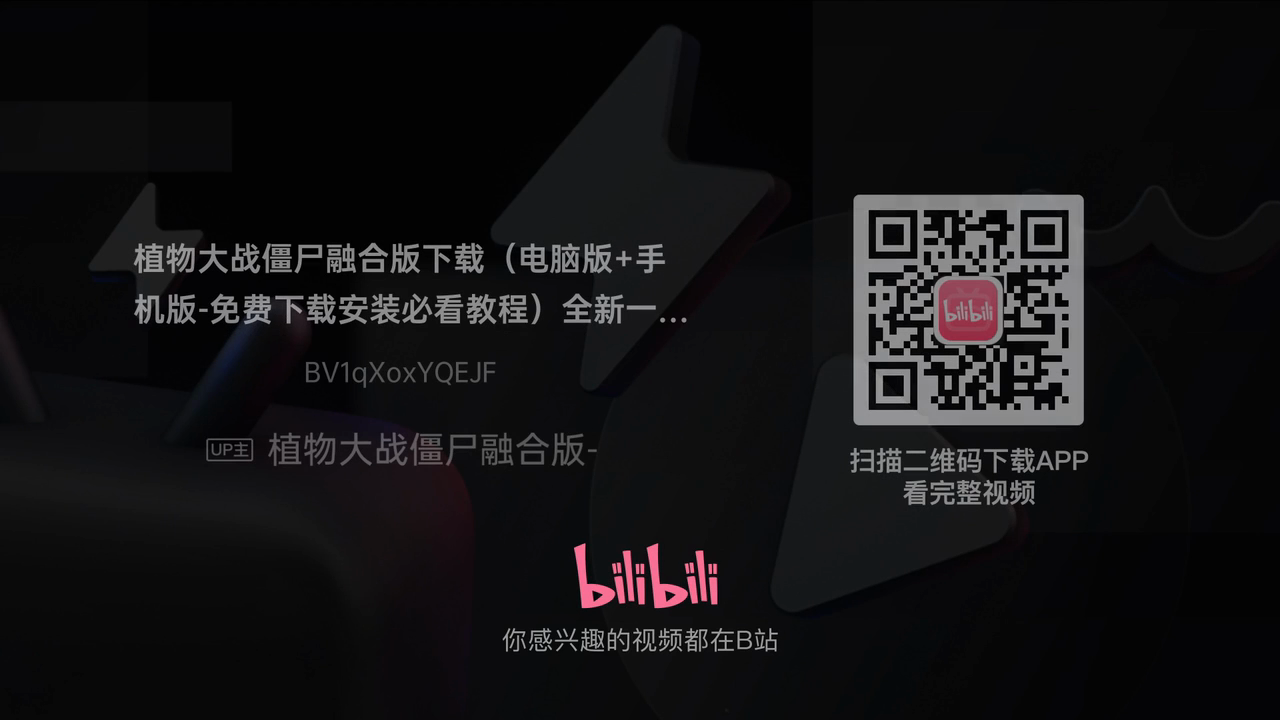 植物大战僵尸融合版下载（电脑版+手
机版-免费下载安装必看教程）全新一...
BV1qXoxYQEJF
UP主 植物大战僵尸融合版-
bilibili
扫描二维码下载APP
看完整视频
bilibili
你感兴趣的视频都在B站